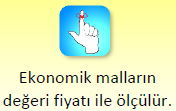 Ekonomik malların
değeri fiyatı ile ölçülür.